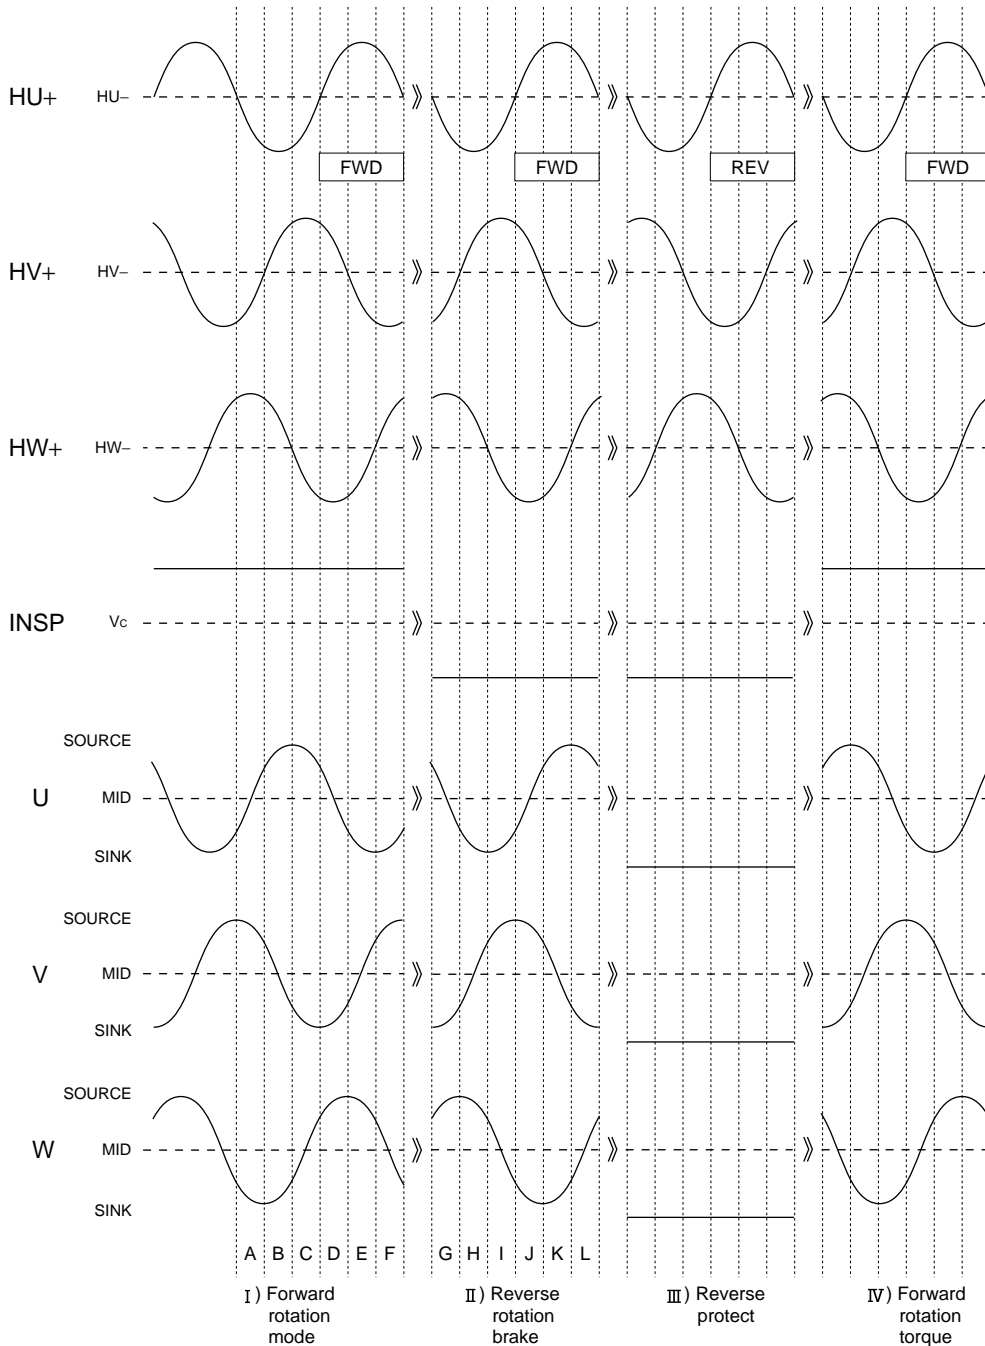 HU+ HU–
FWD FWD REV FWD
HV+ HV–
HW+ HW–
INSP Vc
SOURCE
U MID
SINK
SOURCE
V MID
SINK
SOURCE
W MID
SINK
A B C D E F G H I J K L
Ⅰ) Forward
rotation
mode
Ⅱ) Reverse
rotation
brake
Ⅲ) Reverse
protect
Ⅳ) Forward
rotation
torque